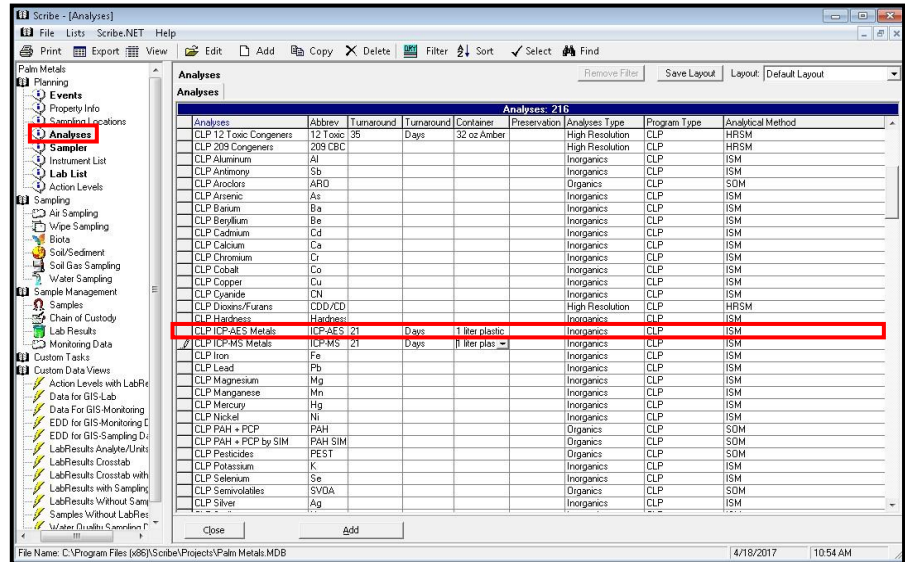 Scribe - [Analyses]
File Lists Scribe.NET Help
Print Export View Edit Add Copy Delete Filter Sort Select Find
Palm Metals
Planning
Events
Property Info
Sampling Locations
Analyses
Sampler
Instrument List
Lab List
Action Levels
Sampling
Air Sampling
Wipe Sampling
Biota
Soil/Sediment
Soil Gas Sampling
Water Sampling
Sample Management
Samples
Chain of Custody
Lab Results
Monitoring Data
Custom Tasks
Custom Data Views
Action Levels with LabRe
Data for GIS-Lab
Data For GIS-Monitoring
EDD for GIS-Monitoring D
EDD for GIS-Sampling Da
LabResults Analyte/Units
LabResults Crosstab
LabResults Crosstab with
LabResults with Sampling
LabResults Without Samp
Samples Without LabRes
Water Quality Sampling D
Analyses
Remove Filter Save Layout Layout: Default Layout
Analyses
Analyses: 216
Analyses Abbrev Turnaround Turnaround Container Preservation Analyses Type Program Type Analytical Method
CLP 12 Toxic Congeners 12 Toxic 35 Days 32 oz Amber High Resolution CLP HRSM
CLP 209 Congeners 209 CBC High Resolution CLP HRSM
CLP Aluminum Al Inorganics CLP ISM
CLP Antimony Sb Inorganics CLP ISM
CLP Aroclors ARO Organics CLP SOM
CLP Arsenic As Inorganics CLP ISM
CLP Barium Ba Inorganics CLP ISM
CLP Beryllium Be Inorganics CLP ISM
CLP Cadmium Cd Inorganics CLP ISM
CLP Calcium Ca Inorganics CLP ISM
CLP Chromium Cr Inorganics CLP ISM
CLP Cobalt Co Inorganics CLP ISM
CLP Copper Cu Inorganics CLP ISM
CLP Cyanide CN Inorganics CLP ISM
CLP Dioxins/Furans CDD/CD High Resolution CLP HRSM
CLP Hardness Hardness Inorganics CLP ISM
CLP ICP-AES Metals ICP-AES 21 Days 1 liter plastic Inorganics CLP ISM
CLP ICP-MS Metals ICP-MS 21 Days 1 liter plas Inorganics CLP ISM
CLP Iron Fe Inorganics CLP ISM
CLP Lead Pb Inorganics CLP ISM
CLP Magnesium Mg Inorganics CLP ISM
CLP Manganese Mn Inorganics CLP ISM
CLP Mercury Hg Inorganics CLP ISM
CLP Nickel Ni Inorganics CLP ISM
CLP PAH + PCP PAH Organics CLP SOM
CLP PAH + PCP by SIM PAH SIM Organics CLP SOM
CLP Pesticides PEST Organics CLP SOM
CLP Potassium K Inorganics CLP ISM
CLP Selenium Se Inorganics CLP ISM
CLP Semivolatiles SVOA Organics CLP SOM
CLP Silver Ag Inorganics CLP ISM
Close Add
File Name: C:\Program Files (x86)\Scribe\Projects\Palm Metals.MDB 4/18/2017 10:54 AM